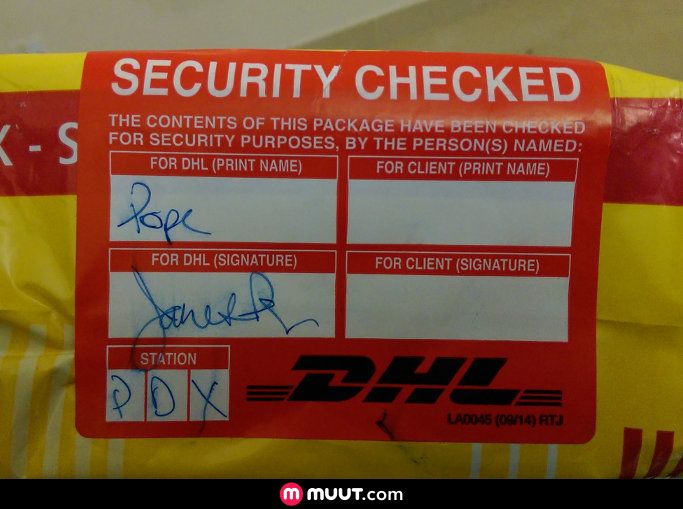 SECURITY CHECKED
THE CONTENTS OF THIS PACKAGE HAVE BEEN CHECKED
FOR SECURITY PURPOSES, BY THE PERSON(S) NAMED:
X - S
FOR DHL (PRINT NAME)
FOR CLIENT (PRINT NAME)
Pope
FOR DHL (SIGNATURE)
FOR CLIENT (SIGNATURE)
STATION
PDX
DHL
LA0045 (09/14) RTJ
m MUUT.com